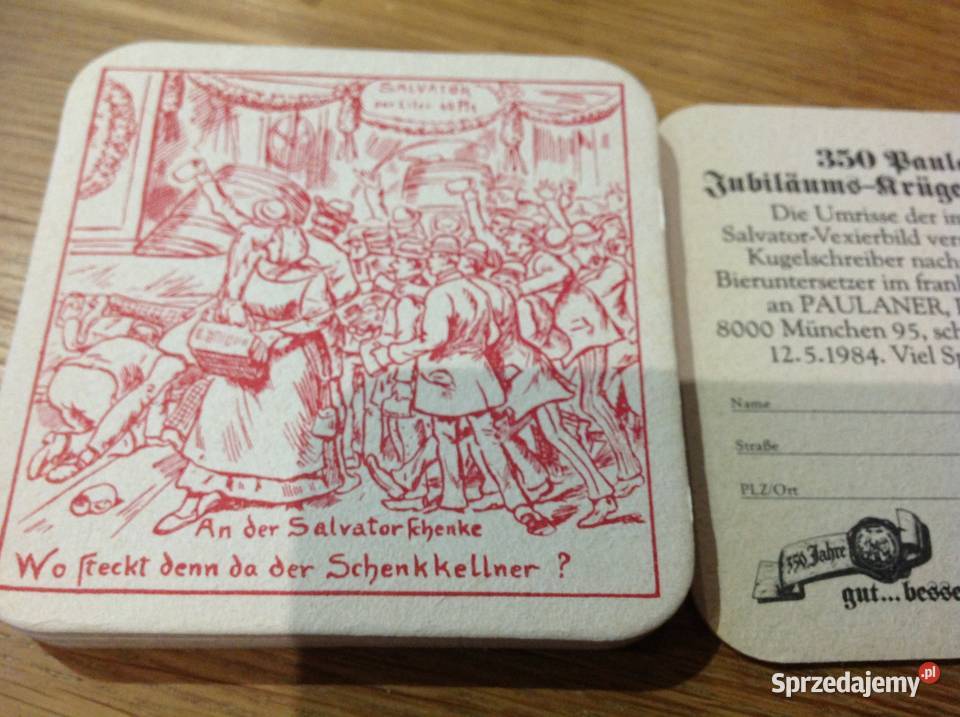 SALVATOR
per Liter
An der Salvatorschenke
Wo steckt denn da der Schenkkellner ?
350 Paul
Jubiläums-Krüge
Die Umrisse der im
Salvator-Vexierbild ver
Kugelschreiber nach
Bieruntersetzer im frank
an PAULANER, P
8000 München 95, sch
12.5.1984. Viel Sp
Name
Straße
PLZ/Ort
350 Jahre
gut...besse
Sprzedajemy.pl